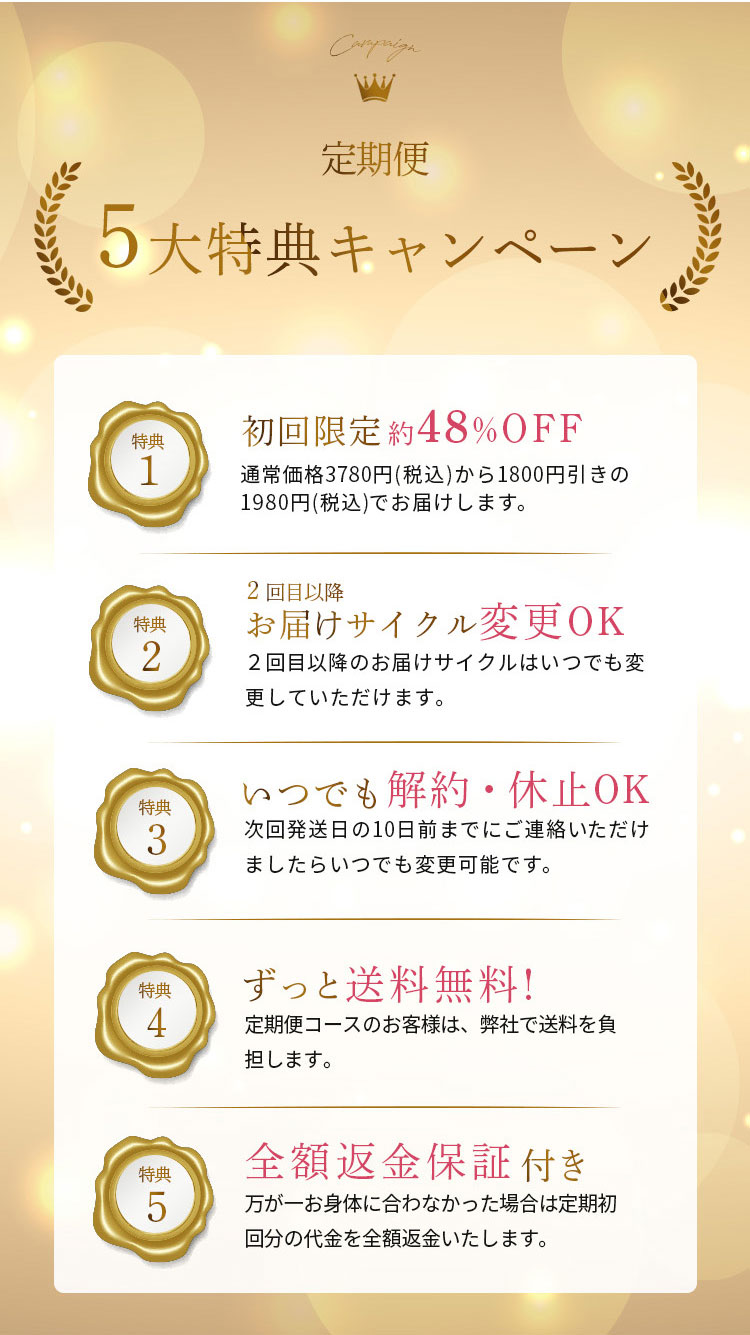 Campaign
定期便
5大特典キャンペーン
特典
1
初回限定約48%OFF
通常価格3780円(税込)から1800円引きの
1980円(税込)でお届けします。
特典
2
2回目以降
お届けサイクル変更OK
２回目以降のお届けサイクルはいつでも変
更していただけます。
特典
3
いつでも解約・休止OK
次回発送日の10日前までにご連絡いただけ
ましたらいつでも変更可能です。
特典
4
ずっと送料無料!
定期便コースのお客様は、弊社で送料を負
担します。
特典
5
全額返金保証付き
万が一お身体に合わなかった場合は定期初
回分の代金を全額返金いたします。